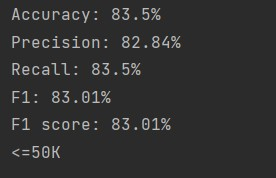 Accuracy: 83.5%
Precision: 82.84%
Recall: 83.5%
F1: 83.01%
F1 score: 83.01%
<=50K